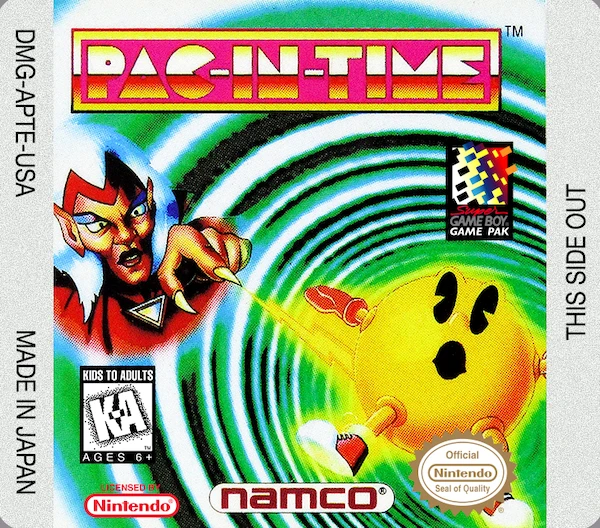 PAC-IN-TIME
TM
DMG-APTE-USA
MADE IN JAPAN
Super
GAME BOY
GAME PAK
THIS SIDE OUT
KIDS TO ADULTS
K-A
TM
AGES 6+
LICENSED BY
Nintendo®
namco®
Official
Nintendo
Seal of Quality
®